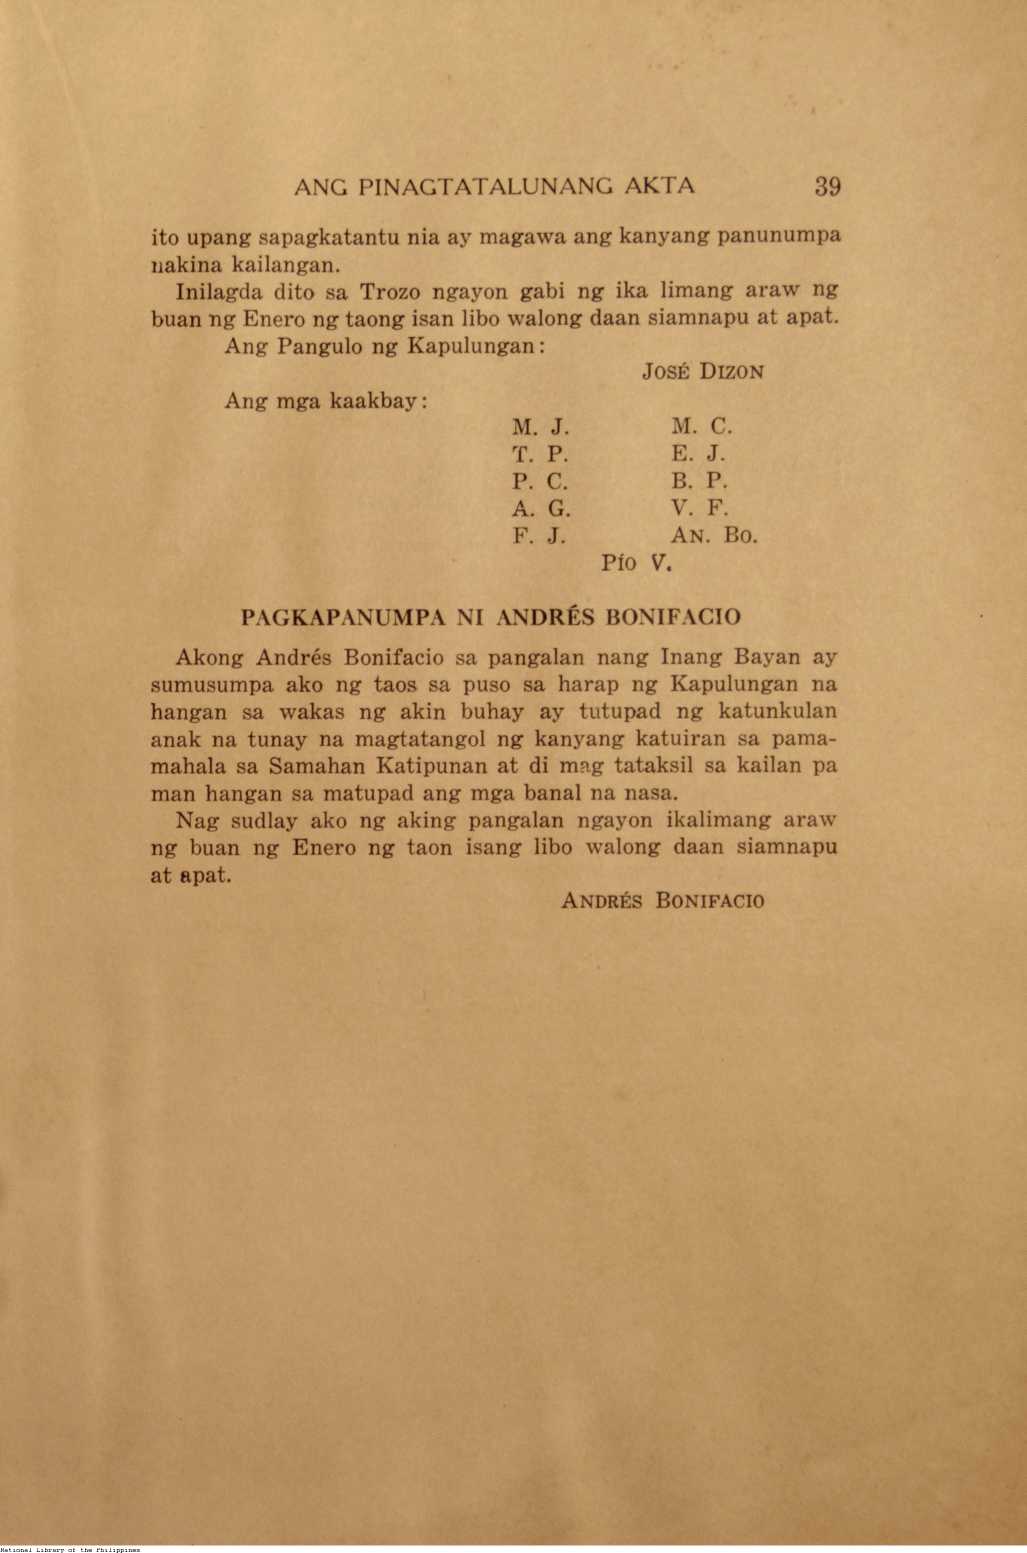 ANG PINAGTATALUNANG AKTA 39
ito upang sapagkatantu nia ay magawa ang kanyang panunumpa
nakina kailangan.
Inilagda dito sa Trozo ngayon gabi ng ika limang araw ng
buan ng Enero ng taong isan libo walong daan siamnapu at apat.
Ang Pangulo ng Kapulungan:
JOSÉ DIZON
Ang mga kaakbay:
M. J. M. C.
T. P. E. J.
P. C. B. P.
A. G. V. F.
F. J. AN. BO.
Pío V.
PAGKAPANUMPA NI ANDRÉS BONIFACIO
Akong Andrés Bonifacio sa pangalan nang Inang Bayan ay
sumusumpa ako ng taos sa puso sa harap ng Kapulungan na
hangan sa wakas ng akin buhay ay tutupad ng katunkulan
anak na tunay na magtatangol ng kanyang katuiran sa pama-
mahala sa Samahan Katipunan at di mag tataksil sa kailan pa
man hangan sa matupad ang mga banal na nasa.
Nag sudlay ako ng aking pangalan ngayon ikalimang araw
ng buan ng Enero ng taon isang libo walong daan siamnapu
at apat.
ANDRÉS BONIFACIO
National Library of the Philippines